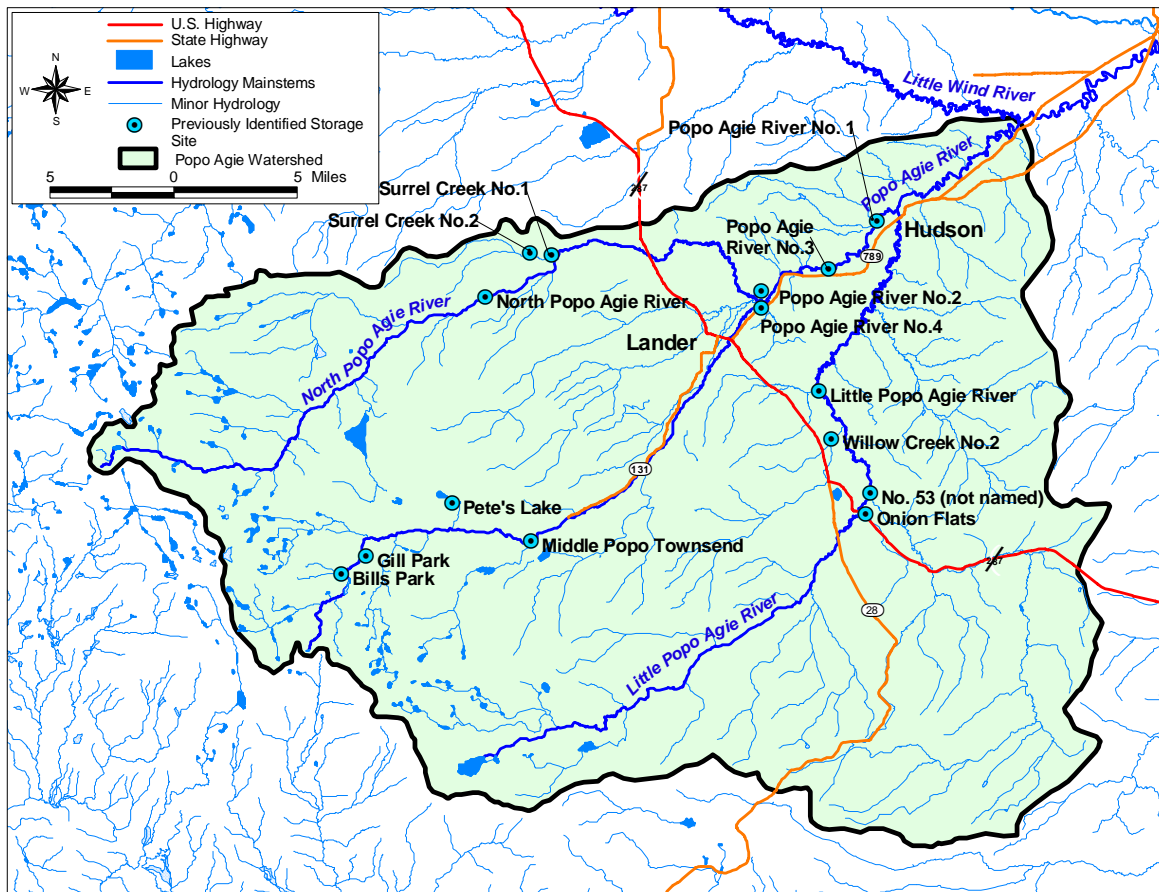 U.S. Highway
State Highway
Lakes
Hydrology Mainstems
Minor Hydrology
Previously Identified Storage
Site
Popo Agie Watershed
N
W
E
S
5
0
5 Miles
Little Wind River
Popo Agie River No. 1
Popo Agie River
287
Surrel Creek No.1
Surrel Creek No.2
Popo Agie
River No.3
Hudson
789
North Popo Agie River
Popo Agie River No.2
Popo Agie River No.4
Lander
North Popo Agie River
Little Popo Agie River
Willow Creek No.2
131
No. 53 (not named)
Pete's Lake
Onion Flats
Middle Popo Townsend
Gill Park
287
Bills Park
28
Little Popo Agie River